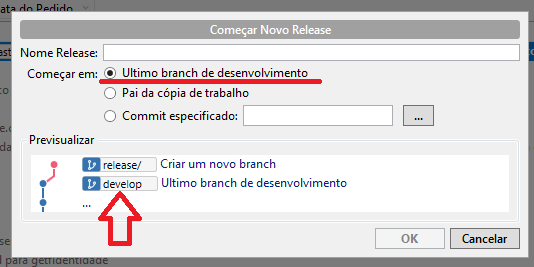 ata do Pedido
Começar Novo Release
Nome Release:
Começar em:
Ultimo branch de desenvolvimento
Pai da cópia de trabalho
Commit especificado:
...
Previsualizar
release/ Criar um novo branch
develop Ultimo branch de desenvolvimento
...
OK Cancelar
l para getIdentidade